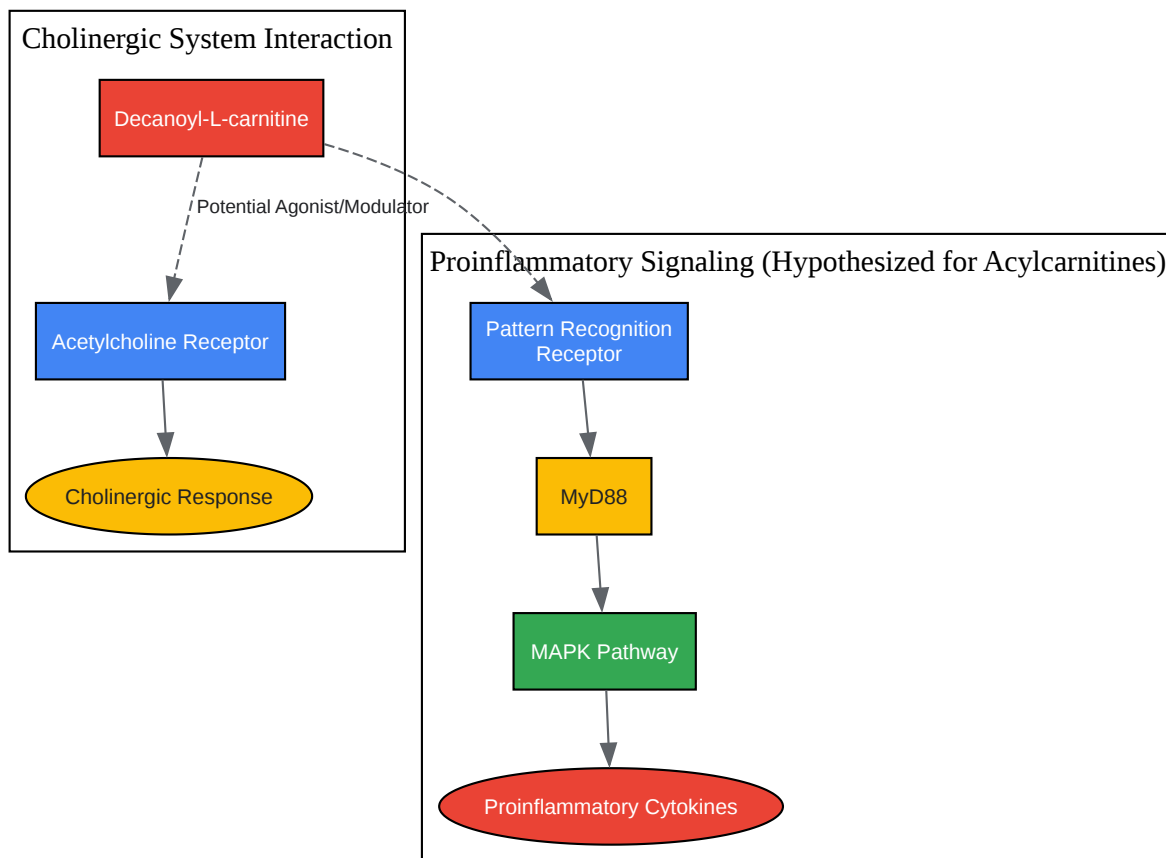 Cholinergic System Interaction
Decanoyl-L-carnitine
Potential Agonist/Modulator
Acetylcholine Receptor
Cholinergic Response
Proinflammatory Signaling (Hypothesized for Acylcarnitines)
Pattern Recognition
Receptor
MyD88
MAPK Pathway
Proinflammatory Cytokines